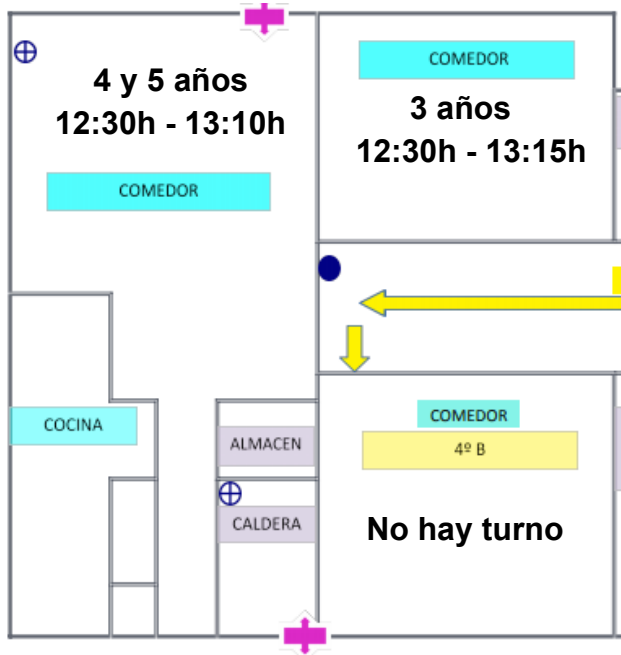 4 y 5 años
12:30h - 13:10h
COMEDOR
COMEDOR
3 años
12:30h - 13:15h
COCINA
ALMACEN
CALDERA
COMEDOR
4º B
No hay turno